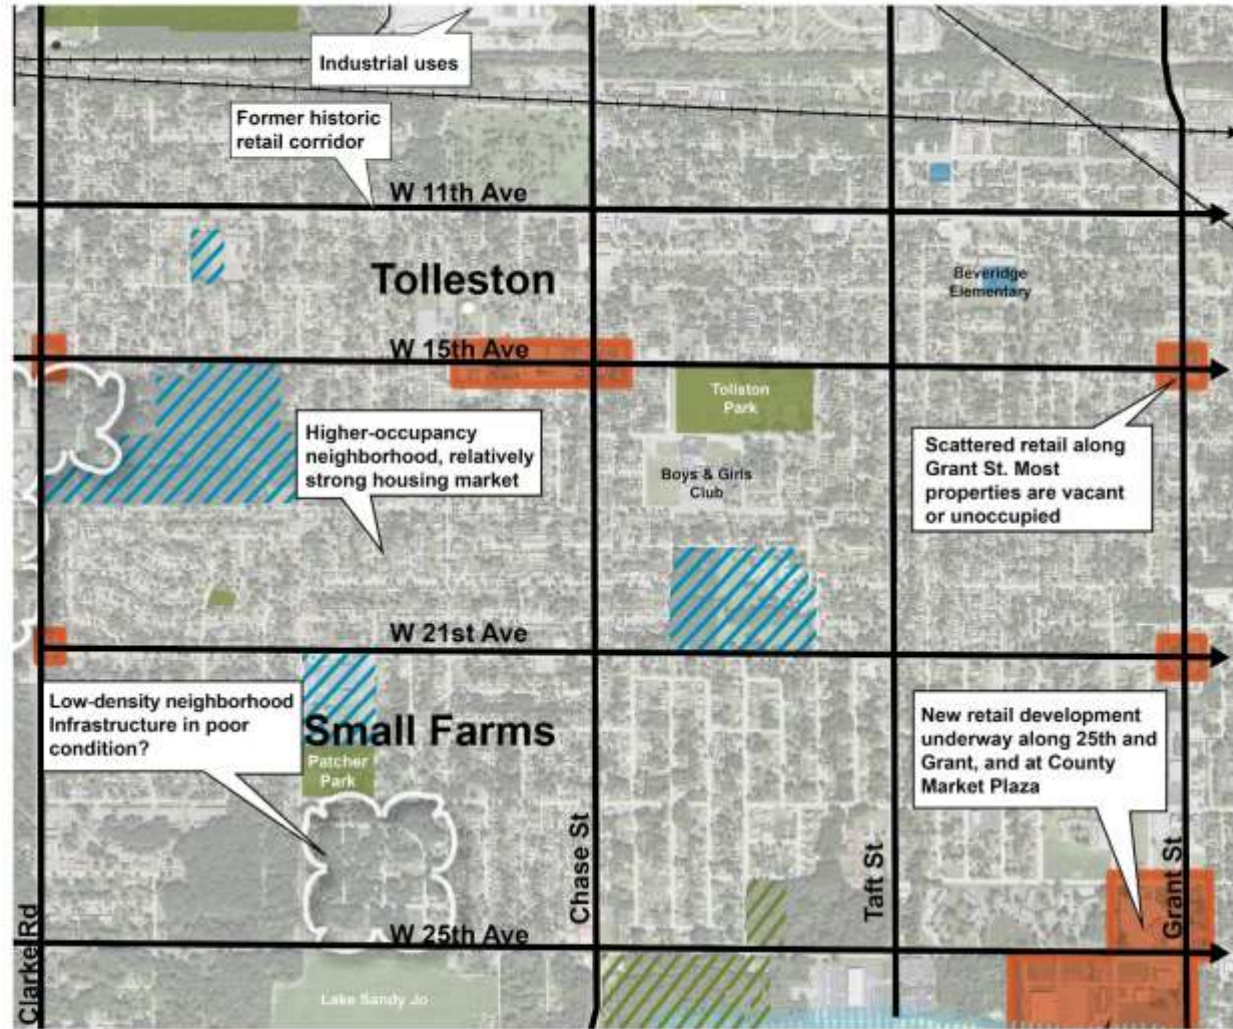 Industrial uses
Former historic
retail corridor
W 11th Ave
Tolleston
Beveridge
Elementary
W 15th Ave
Tollston
Park
Higher-occupancy
neighborhood, relatively
strong housing market
Boys & Girls
Club
Scattered retail along
Grant St. Most
properties are vacant
or unoccupied
W 21st Ave
Low-density neighborhood
Infrastructure in poor
condition?
Small Farms
Patcher
Park
New retail development
underway along 25th and
Grant, and at County
Market Plaza
Chase St
Taft St
Grant St
Clarke Rd
W 25th Ave
Lake Sandy Jo